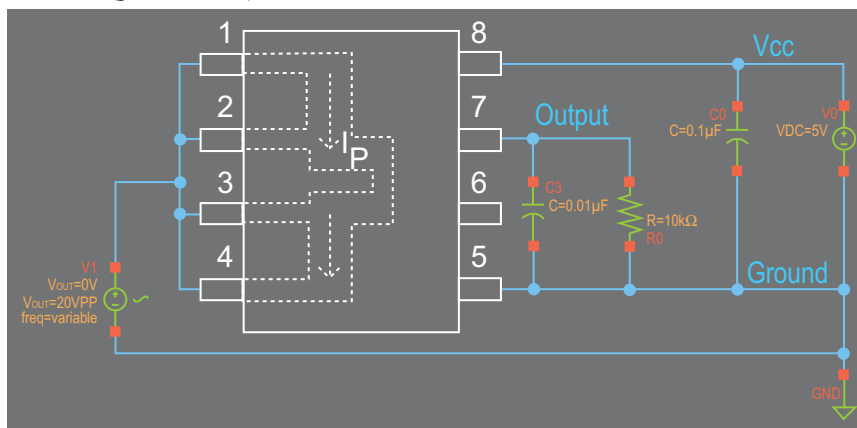 1
2
3
4
8
7
6
5
IP
Vcc
Output
Ground
C0
C=0.1µF
V0
VDC=5V
C3
C=0.01µF
R=10kΩ
R0
V1
VOUT=0V
VOUT=20VPP
freq=variable
GND